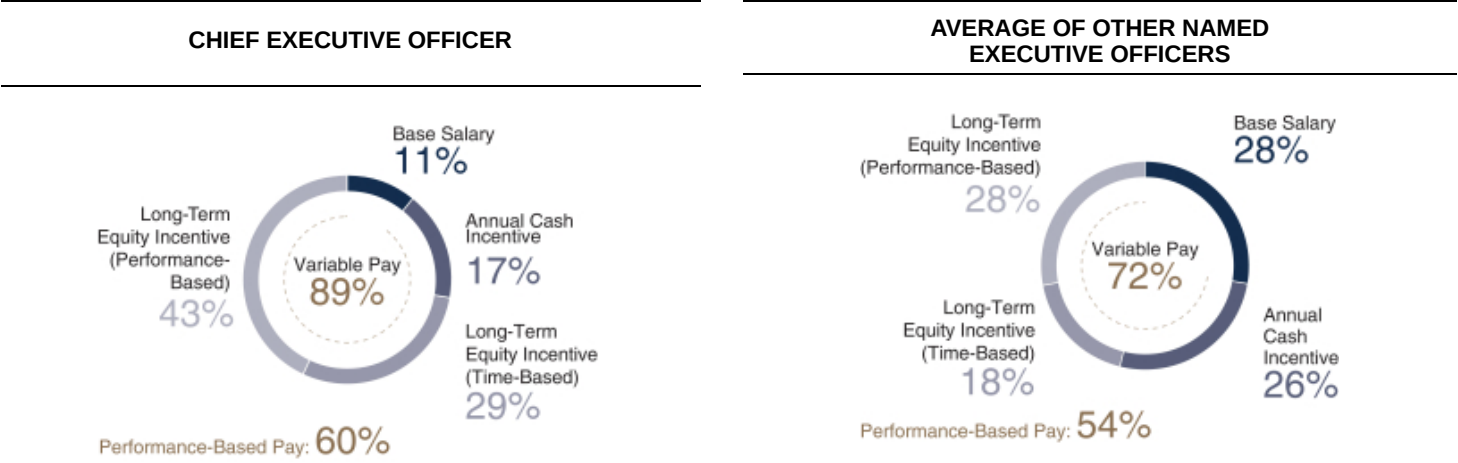 CHIEF EXECUTIVE OFFICER
Base Salary
11%
Annual Cash
Incentive
17%
Long-Term
Equity Incentive
(Time-Based)
29%
Long-Term
Equity Incentive
(Performance-
Based)
43%
Variable Pay
89%
Performance-Based Pay: 60%
AVERAGE OF OTHER NAMED
EXECUTIVE OFFICERS
Base Salary
28%
Annual
Cash
Incentive
26%
Long-Term
Equity Incentive
(Time-Based)
18%
Long-Term
Equity Incentive
(Performance-Based)
28%
Variable Pay
72%
Performance-Based Pay: 54%